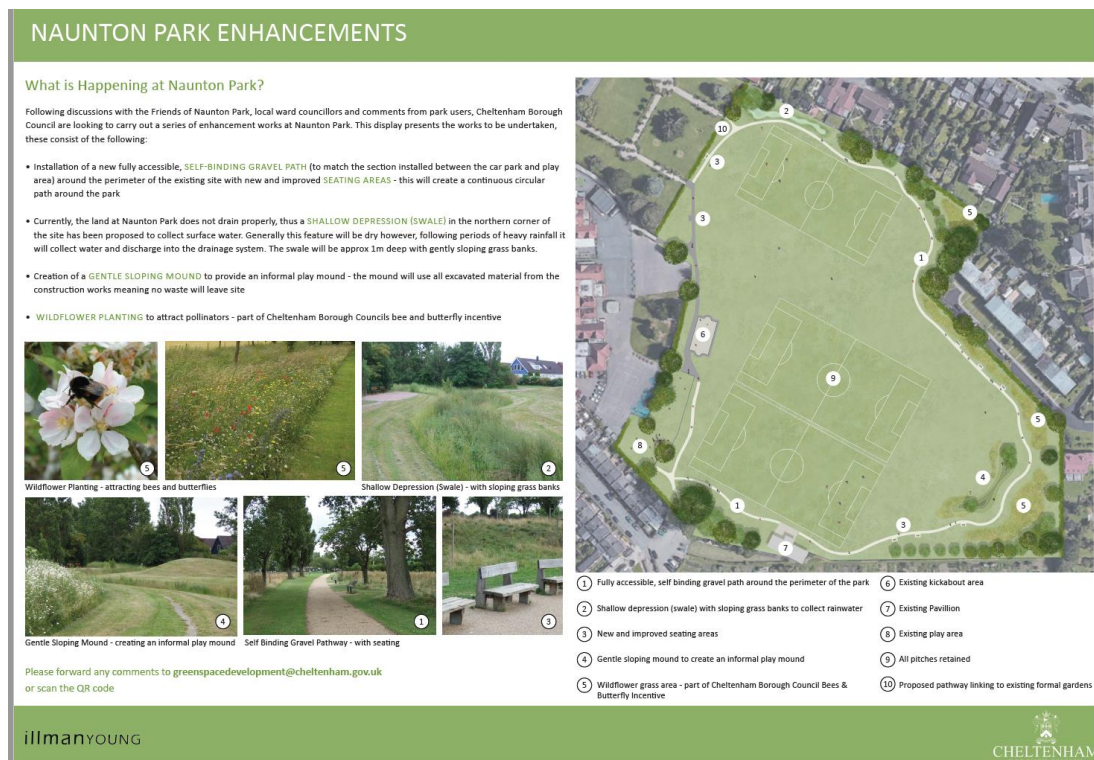 NAUNTON PARK ENHANCEMENTS
What is Happening at Naunton Park?
Following discussions with the Friends of Naunton Park, local ward councillors and comments from park users, Cheltenham Borough
Council are looking to carry out a series of enhancement works at Naunton Park. This display presents the works to be undertaken,
these consist of the following:
• Installation of a new fully accessible, SELF-BINDING GRAVEL PATH (to match the section installed between the car park and play
area) around the perimeter of the existing site with new and improved SEATING AREAS - this will create a continuous circular
path around the park
• Currently, the land at Naunton Park does not drain properly, thus a SHALLOW DEPRESSION (SWALE) in the northern corner of
the site has been proposed to collect surface water. Generally this feature will be dry however, following periods of heavy rainfall it
will collect water and discharge into the drainage system. The swale will be approx 1m deep with gently sloping grass banks.
• Creation of a GENTLE SLOPING MOUND to provide an informal play mound - the mound will use all excavated material from the
construction works meaning no waste will leave site
• WILDFLOWER PLANTING to attract pollinators - part of Cheltenham Borough Councils bee and butterfly incentive
5
5
2
Wildflower Planting - attracting bees and butterflies
Shallow Depression (Swale) - with sloping grass banks
4
1
3
Gentle Sloping Mound - creating an informal play mound
Self Binding Gravel Pathway - with seating
Please forward any comments to greenspacedevelopment@cheltenham.gov.uk
or scan the QR code
2
10
3
3
5
1
6
9
8
5
4
5
1
3
7
1 Fully accessible, self binding gravel path around the perimeter of the park
2 Shallow depression (swale) with sloping grass banks to collect rainwater
3 New and improved seating areas
4 Gentle sloping mound to create an informal play mound
5 Wildflower grass area - part of Cheltenham Borough Council Bees &
Butterfly Incentive
6 Existing kickabout area
7 Existing Pavillion
8 Existing play area
9 All pitches retained
10 Proposed pathway linking to existing formal gardens
illmanYOUNG
CHELTENHAM